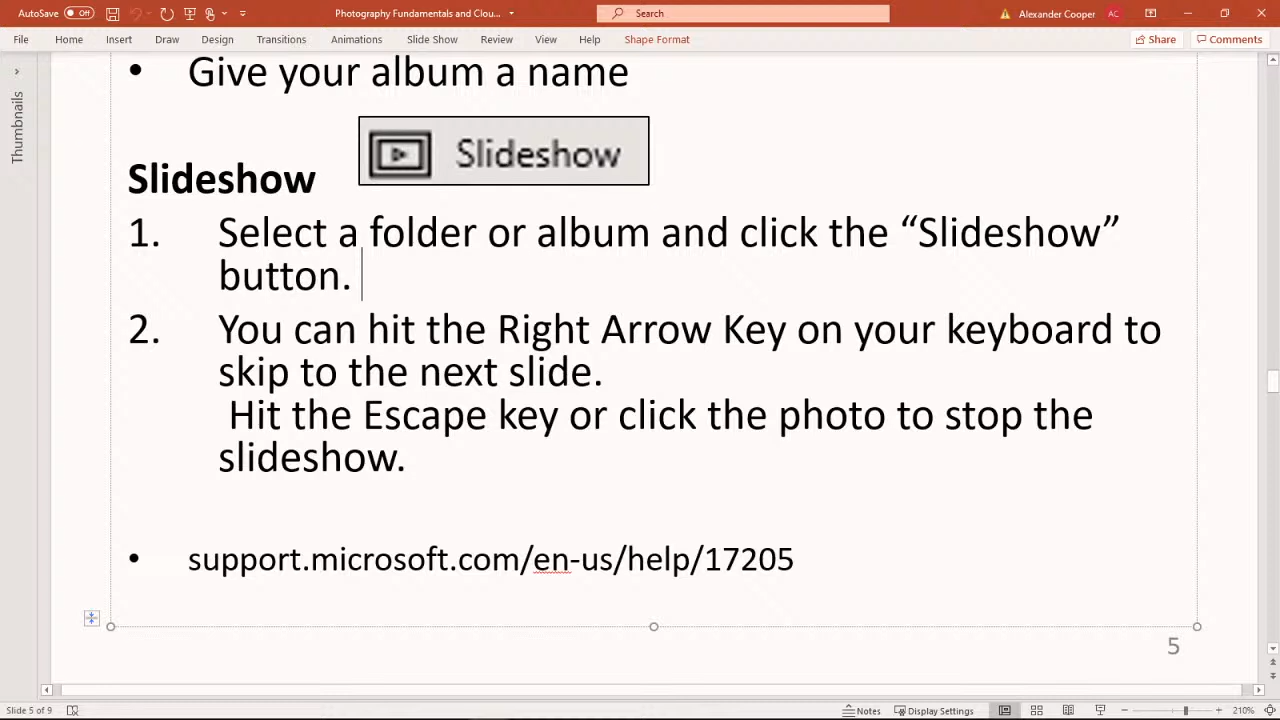 AutoSave Off
Photography Fundamentals and Clou...
Search
Alexander Cooper AC
File Home Insert Draw Design Transitions Animations Slide Show Review View Help Shape Format Share Comments
Thumbnails
• Give your album a name
Slideshow
Slideshow
1. Select a folder or album and click the “Slideshow”
button.
2. You can hit the Right Arrow Key on your keyboard to
skip to the next slide.
Hit the Escape key or click the photo to stop the
slideshow.
• support.microsoft.com/en-us/help/17205
5
Slide 5 of 9 Notes Display Settings 210%